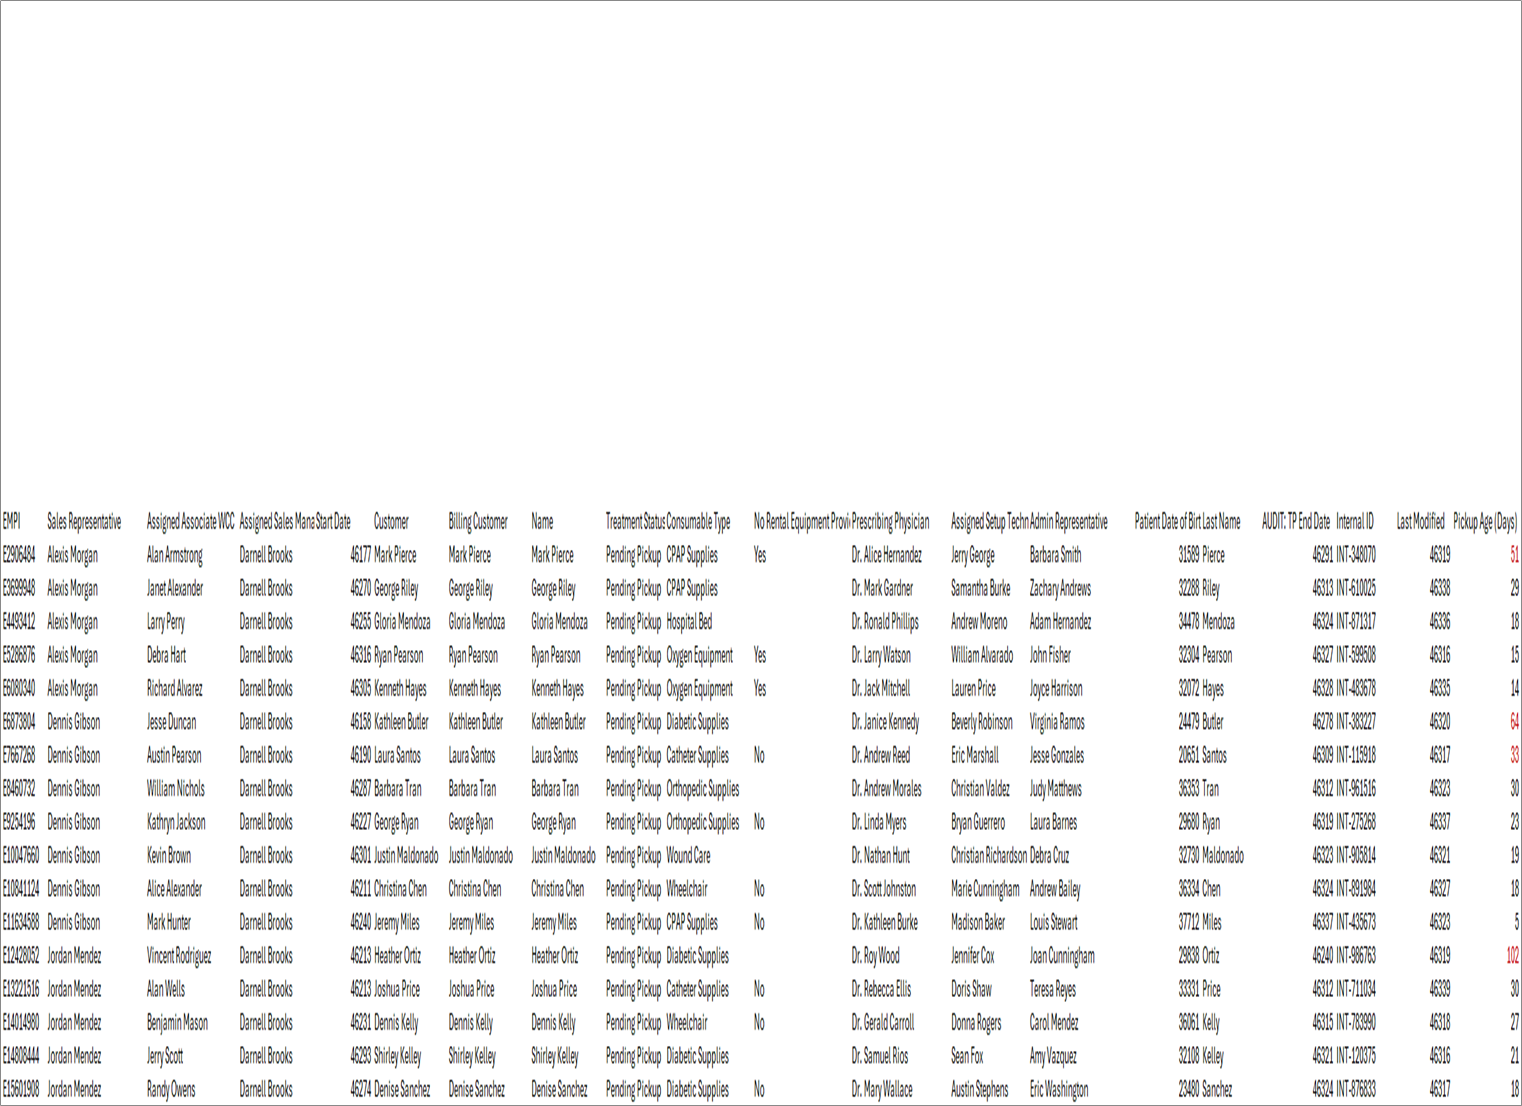 EMPI Sales Representative Assigned Associate WCC Assigned Sales Mana Start Date Customer Billing Customer Name Treatment Status Consumable Type No Rental Equipment Provi Prescribing Physician Assigned Setup Techn Admin Representative Patient Date of Birt Last Name AUDIT: TP End Date Internal ID Last Modified Pickup Age (Days)
E2906484 Alexis Morgan Alan Armstrong Darnell Brooks 46177 Mark Pierce Mark Pierce Mark Pierce Pending Pickup CPAP Supplies Yes Dr. Alice Hernandez Jerry George Barbara Smith 31589 Pierce 46291 INT-348070 46319 51
E3699948 Alexis Morgan Janet Alexander Darnell Brooks 46270 George Riley George Riley George Riley Pending Pickup CPAP Supplies Dr. Mark Gardner Samantha Burke Zachary Andrews 32288 Riley 46313 INT-610025 46338 29
E4493412 Alexis Morgan Larry Perry Darnell Brooks 46255 Gloria Mendoza Gloria Mendoza Gloria Mendoza Pending Pickup Hospital Bed Dr. Ronald Phillips Andrew Moreno Adam Hernandez 34478 Mendoza 46324 INT-871317 46336 18
E5286876 Alexis Morgan Debra Hart Darnell Brooks 46316 Ryan Pearson Ryan Pearson Ryan Pearson Pending Pickup Oxygen Equipment Yes Dr. Larry Watson William Alvarado John Fisher 32304 Pearson 46327 INT-599508 46316 15
E6080340 Alexis Morgan Richard Alvarez Darnell Brooks 46305 Kenneth Hayes Kenneth Hayes Kenneth Hayes Pending Pickup Oxygen Equipment Yes Dr. Jack Mitchell Lauren Price Joyce Harrison 32072 Hayes 46328 INT-483678 46335 14
E6873804 Dennis Gibson Jesse Duncan Darnell Brooks 46158 Kathleen Butler Kathleen Butler Kathleen Butler Pending Pickup Diabetic Supplies Dr. Janice Kennedy Beverly Robinson Virginia Ramos 24479 Butler 46278 INT-383227 46320 64
E7667268 Dennis Gibson Austin Pearson Darnell Brooks 46190 Laura Santos Laura Santos Laura Santos Pending Pickup Catheter Supplies No Dr. Andrew Reed Eric Marshall Jesse Gonzales 20651 Santos 46309 INT-115918 46317 33
E8460732 Dennis Gibson William Nichols Darnell Brooks 46287 Barbara Tran Barbara Tran Barbara Tran Pending Pickup Orthopedic Supplies Dr. Andrew Morales Christian Valdez Judy Matthews 36353 Tran 46312 INT-961516 46323 30
E9254196 Dennis Gibson Kathryn Jackson Darnell Brooks 46227 George Ryan George Ryan George Ryan Pending Pickup Orthopedic Supplies No Dr. Linda Myers Bryan Guerrero Laura Barnes 29680 Ryan 46319 INT-275268 46337 23
E10047660 Dennis Gibson Kevin Brown Darnell Brooks 46301 Justin Maldonado Justin Maldonado Justin Maldonado Pending Pickup Wound Care Dr. Nathan Hunt Christian Richardson Debra Cruz 32730 Maldonado 46323 INT-905814 46321 19
E10841124 Dennis Gibson Alice Alexander Darnell Brooks 46211 Christina Chen Christina Chen Christina Chen Pending Pickup Wheelchair No Dr. Scott Johnston Marie Cunningham Andrew Bailey 36334 Chen 46324 INT-891984 46327 18
E11634588 Dennis Gibson Mark Hunter Darnell Brooks 46240 Jeremy Miles Jeremy Miles Jeremy Miles Pending Pickup CPAP Supplies No Dr. Kathleen Burke Madison Baker Louis Stewart 37712 Miles 46337 INT-435673 46323 5
E12428052 Jordan Mendez Vincent Rodriguez Darnell Brooks 46213 Heather Ortiz Heather Ortiz Heather Ortiz Pending Pickup Diabetic Supplies Dr. Roy Wood Jennifer Cox Joan Cunningham 29838 Ortiz 46240 INT-986763 46319 102
E13221516 Jordan Mendez Alan Wells Darnell Brooks 46213 Joshua Price Joshua Price Joshua Price Pending Pickup Catheter Supplies No Dr. Rebecca Ellis Doris Shaw Teresa Reyes 33331 Price 46312 INT-711034 46339 30
E14014980 Jordan Mendez Benjamin Mason Darnell Brooks 46231 Dennis Kelly Dennis Kelly Dennis Kelly Pending Pickup Wheelchair No Dr. Gerald Carroll Donna Rogers Carol Mendez 36061 Kelly 46315 INT-783990 46318 27
E14808444 Jordan Mendez Jerry Scott Darnell Brooks 46293 Shirley Kelley Shirley Kelley Shirley Kelley Pending Pickup Diabetic Supplies Dr. Samuel Rios Sean Fox Amy Vazquez 32108 Kelley 46321 INT-120375 46316 21
E15601908 Jordan Mendez Randy Owens Darnell Brooks 46274 Denise Sanchez Denise Sanchez Denise Sanchez Pending Pickup Diabetic Supplies No Dr. Mary Wallace Austin Stephens Eric Washington 23480 Sanchez 46324 INT-876833 46317 18